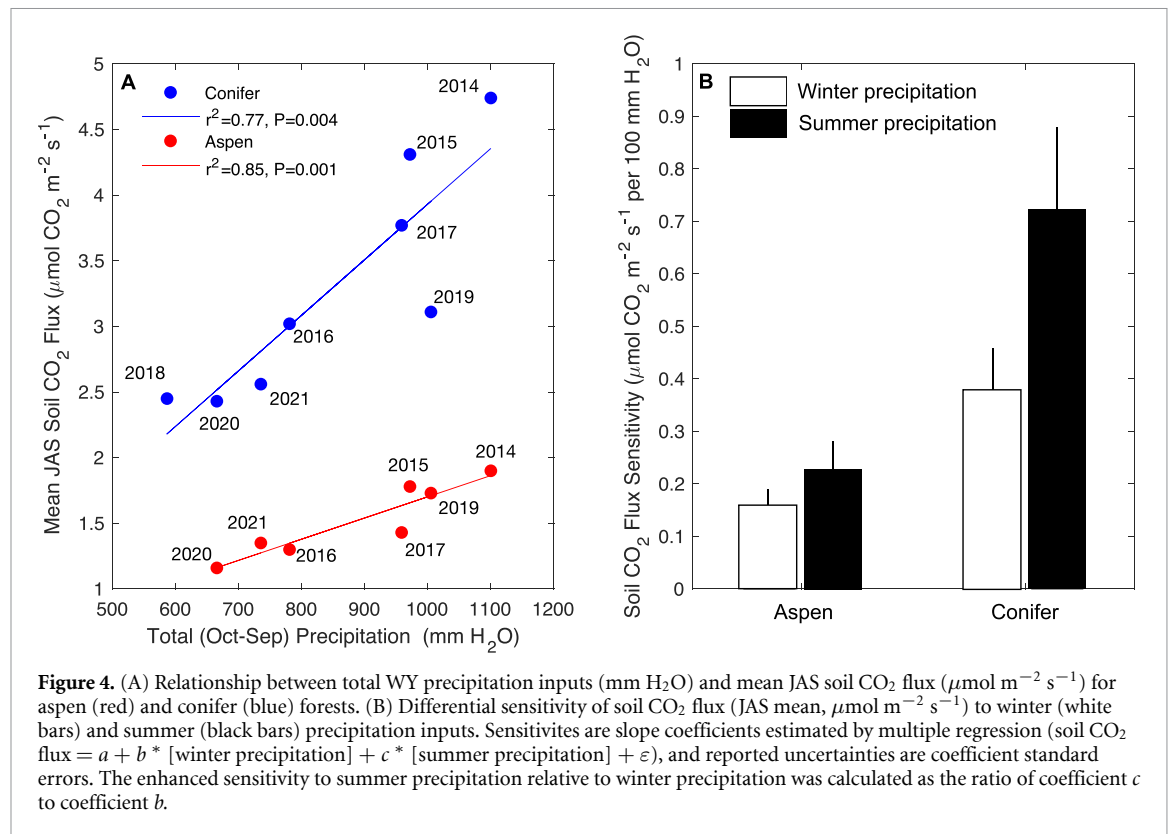 A
Conifer
r²=0.77, P=0.004
Aspen
r²=0.85, P=0.001
2014
2015
2017
2019
2016
2018
2021
2020
2014
2015
2019
2021
2017
2016
2020
5
4.5
4
3.5
3
2.5
2
1.5
1
500 600 700 800 900 1000 1100 1200
Total (Oct-Sep) Precipitation (mm H₂O)
Mean JAS Soil CO₂ Flux (μmol CO₂ m⁻² s⁻¹)
B
Winter precipitation
Summer precipitation
1
0.9
0.8
0.7
0.6
0.5
0.4
0.3
0.2
0.1
0
Aspen Conifer
Soil CO₂ Flux Sensitivity (μmol CO₂ m⁻² s⁻¹ per 100 mm H₂O)
Figure 4. (A) Relationship between total WY precipitation inputs (mm H₂O) and mean JAS soil CO₂ flux (μmol m⁻² s⁻¹) for
aspen (red) and conifer (blue) forests. (B) Differential sensitivity of soil CO₂ flux (JAS mean, μmol m⁻² s⁻¹) to winter (white
bars) and summer (black bars) precipitation inputs. Sensitivites are slope coefficients estimated by multiple regression (soil CO₂
flux = a + b * [winter precipitation] + c * [summer precipitation] + ε), and reported uncertainties are coefficient standard
errors. The enhanced sensitivity to summer precipitation relative to winter precipitation was calculated as the ratio of coefficient c
to coefficient b.